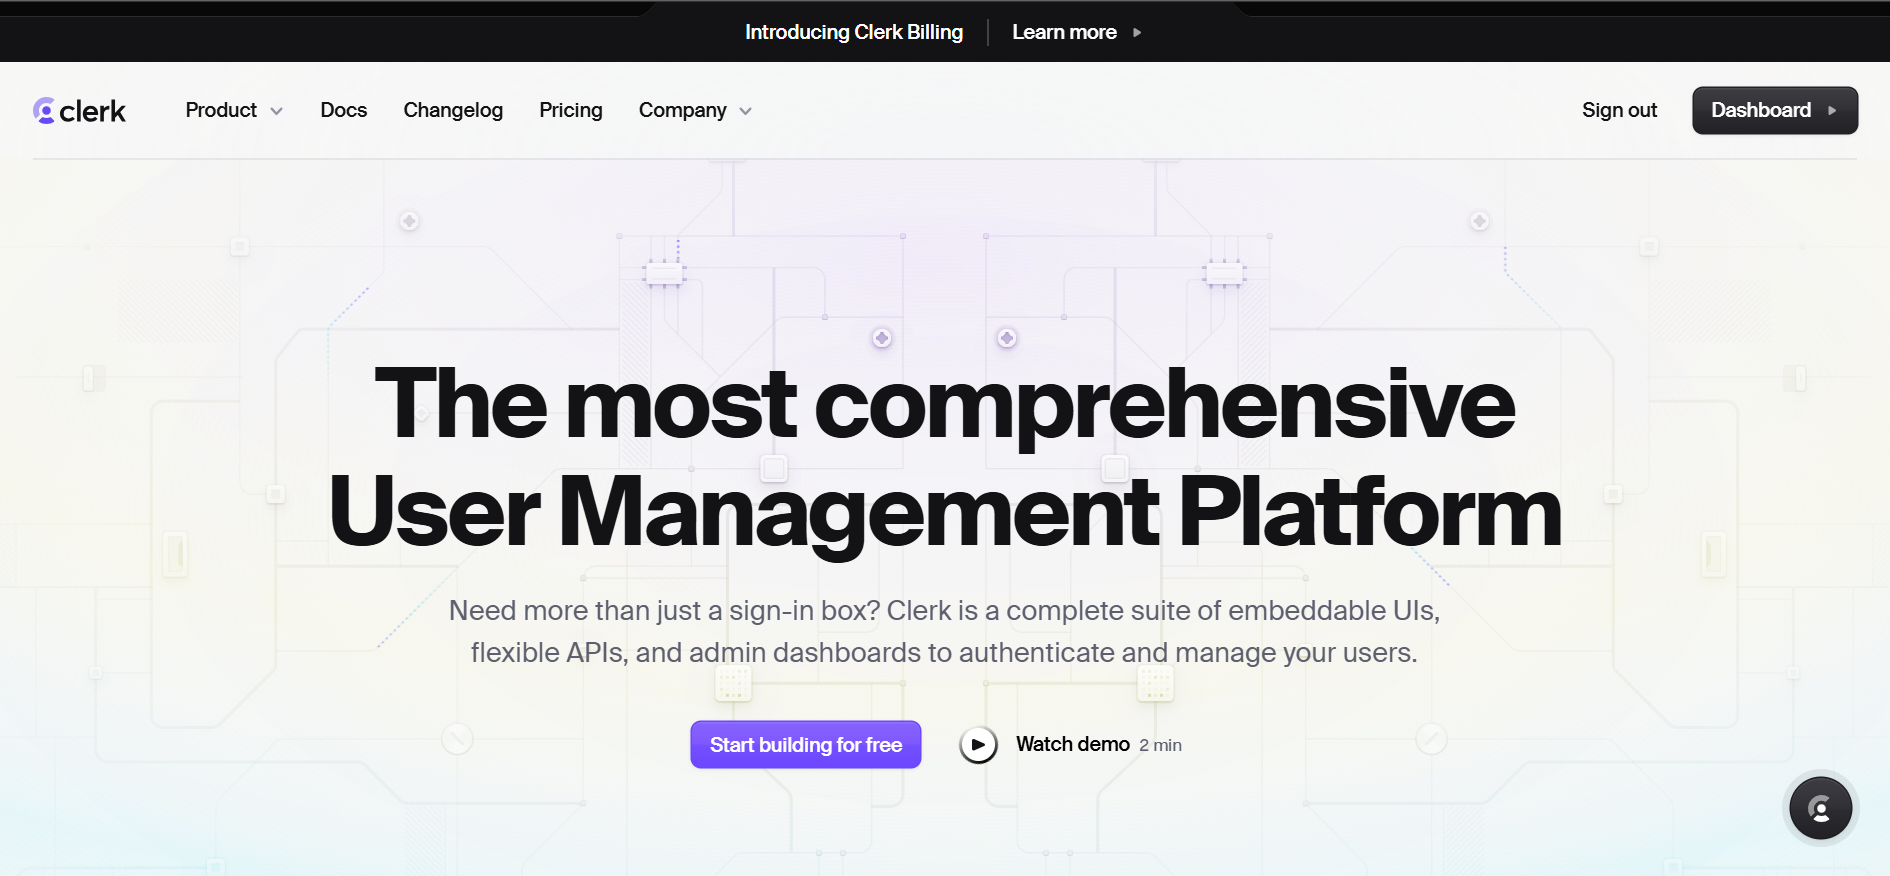 Introducing Clerk Billing Learn more
clerk Product Docs Changelog Pricing Company Sign out Dashboard
The most comprehensive
User Management Platform
Need more than just a sign-in box? Clerk is a complete suite of embeddable UIs,
flexible APIs, and admin dashboards to authenticate and manage your users.
Start building for free Watch demo 2 min